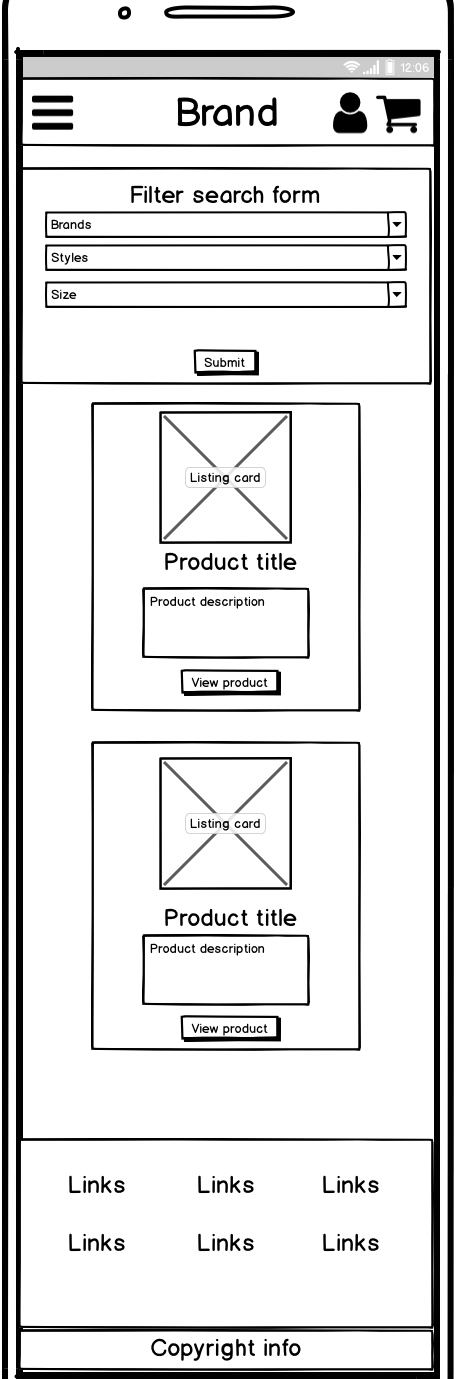 12:06
Brand
Filter search form
Brands
Styles
Size
Submit
Listing card
Product title
Product description
View product
Listing card
Product title
Product description
View product
Links Links Links
Links Links Links
Copyright info